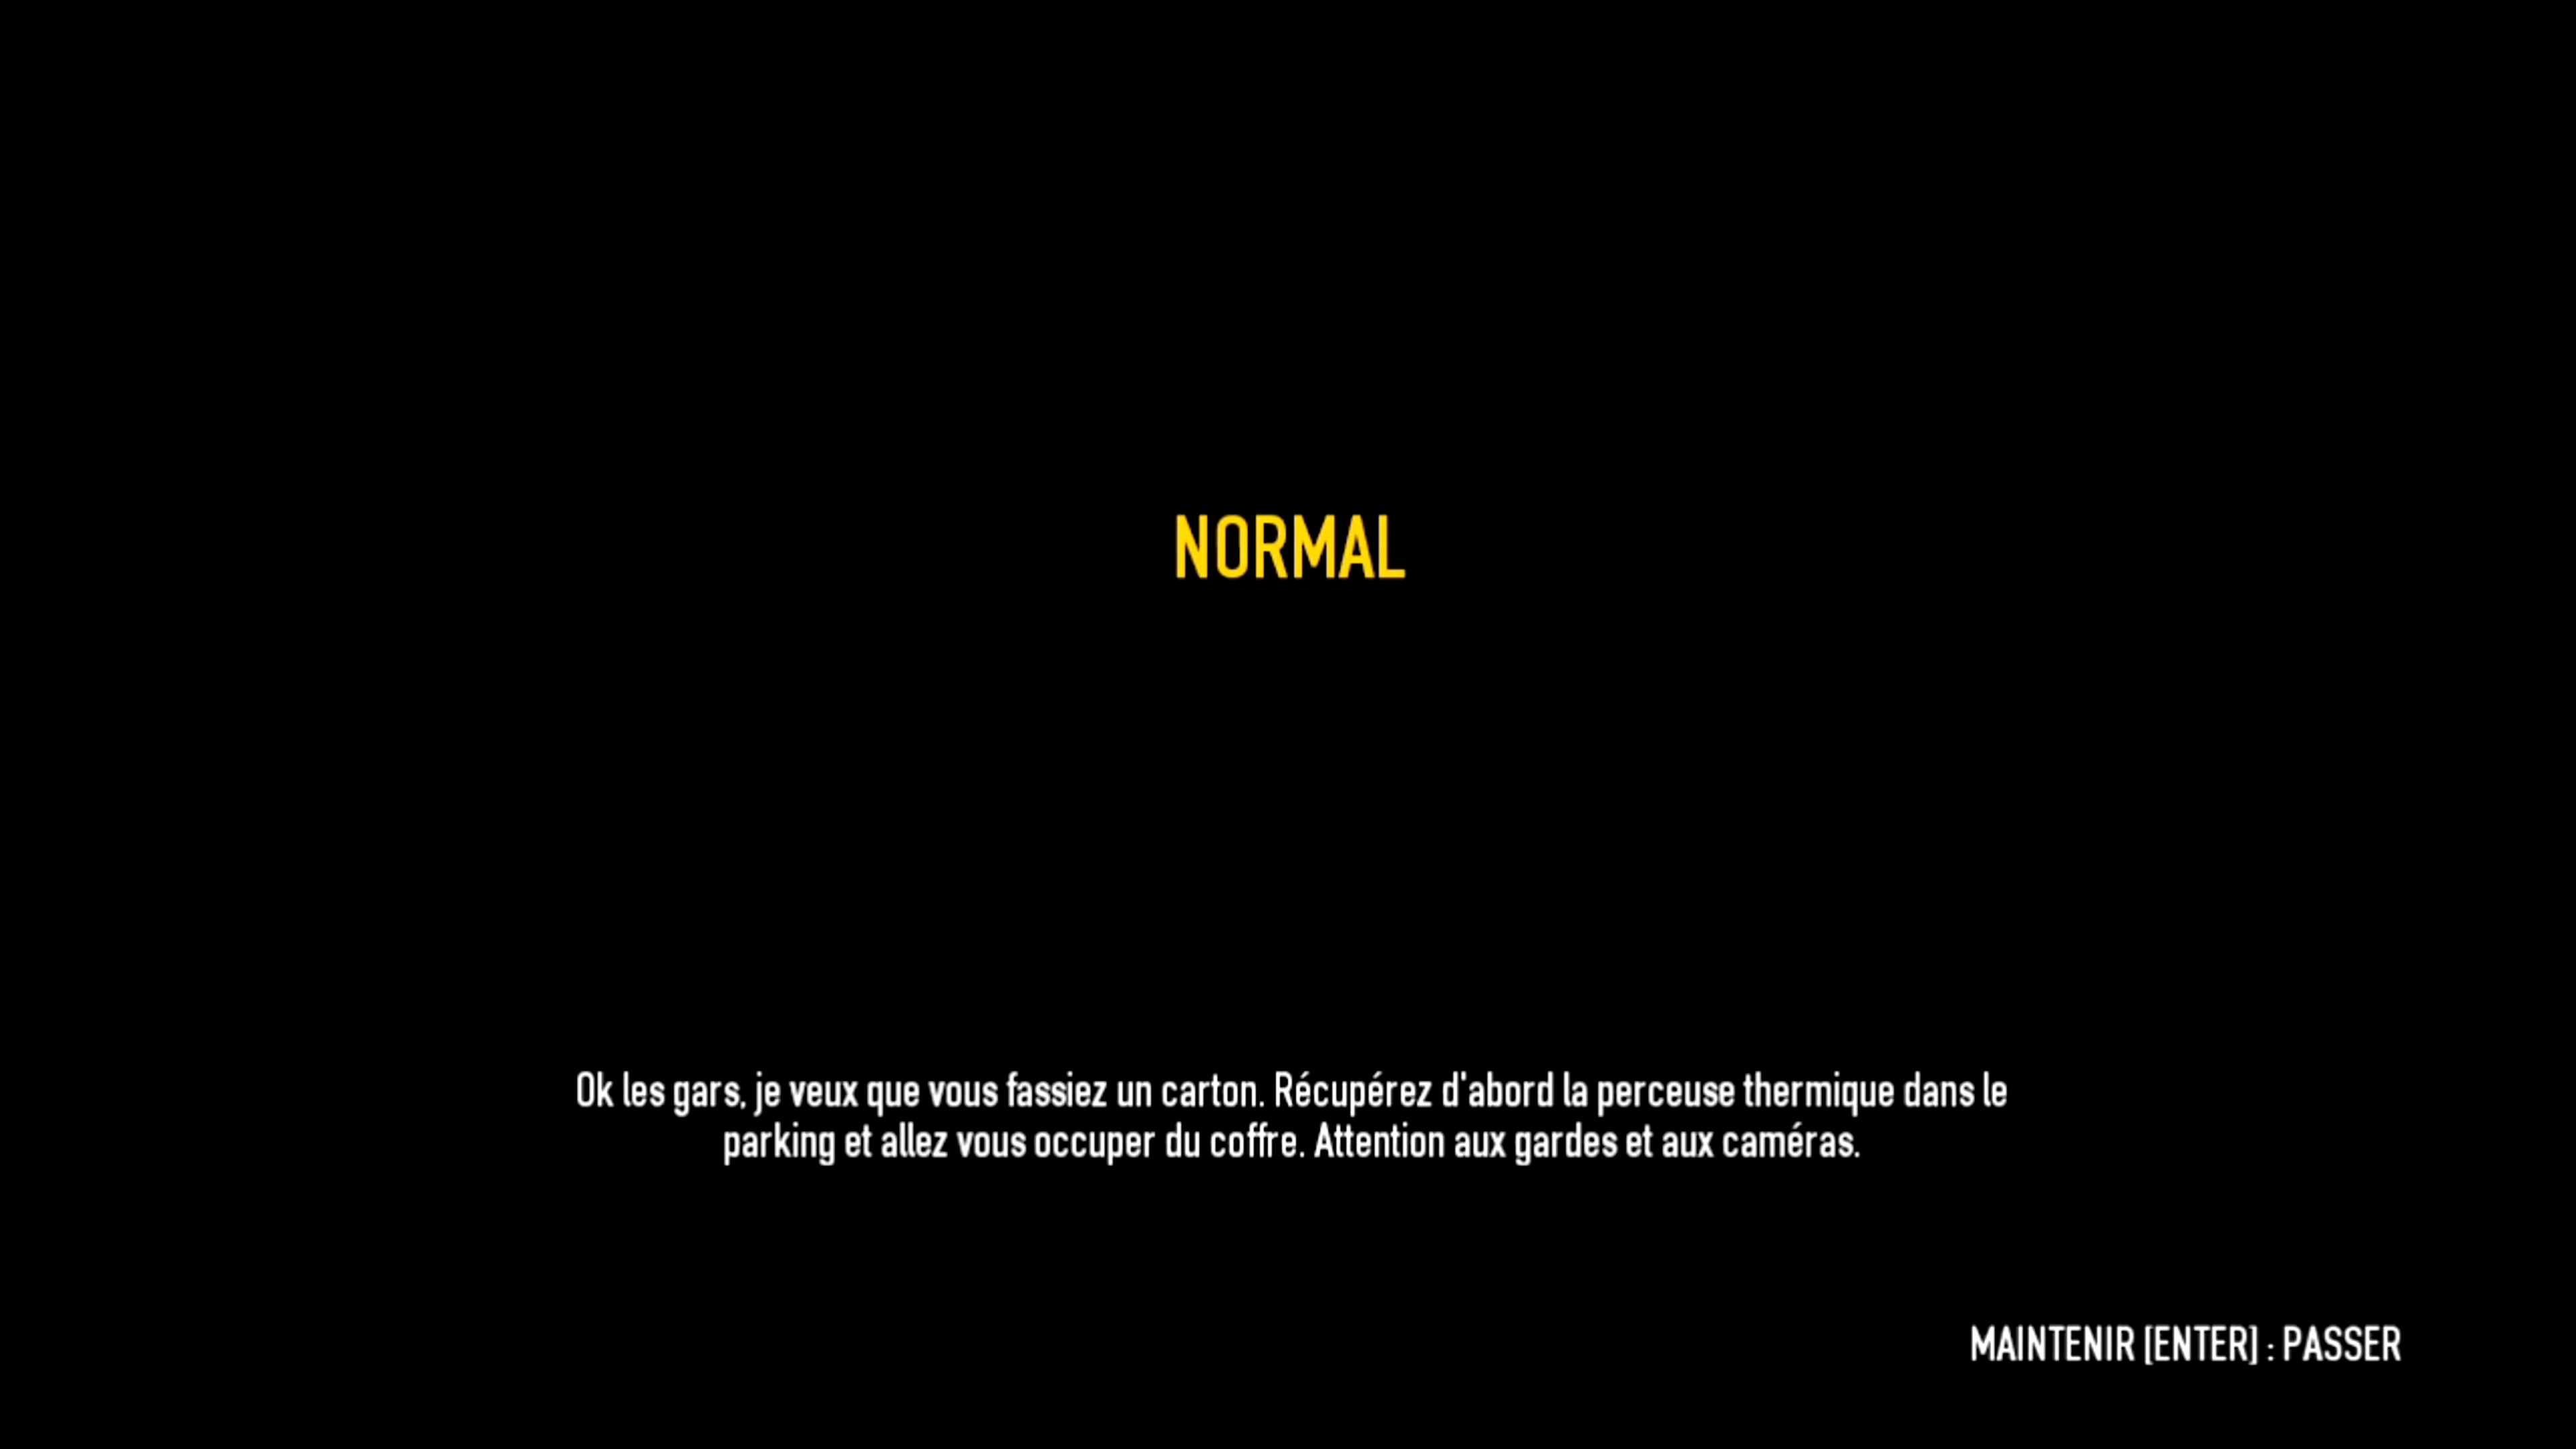 NORMAL
Ok les gars, je veux que vous fassiez un carton. Récupérez d'abord la perceuse thermique dans le
parking et allez vous occuper du coffre. Attention aux gardes et aux caméras.
MAINTENIR [ENTER] : PASSER